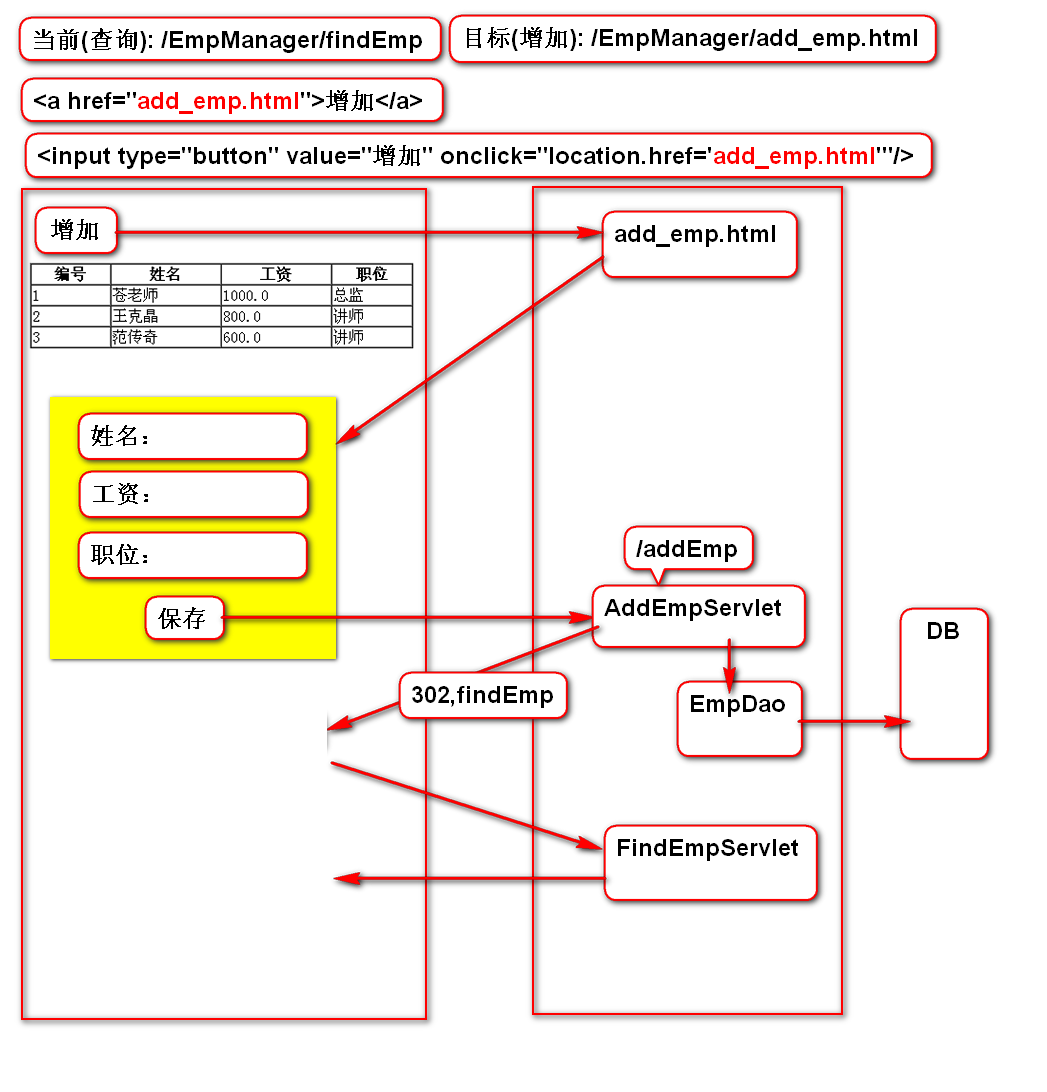 当前(查询): /EmpManager/findEmp
目标(增加): /EmpManager/add_emp.html
<a href="add_emp.html">增加</a>
<input type="button" value="增加" onclick="location.href='add_emp.html'"/>
增加
add_emp.html
编号 姓名 工资 职位
1 苍老师 1000.0 总监
2 王克晶 800.0 讲师
3 范传奇 600.0 讲师
姓名：
工资：
职位：
保存
/addEmp
AddEmpServlet
DB
302,findEmp
EmpDao
FindEmpServlet